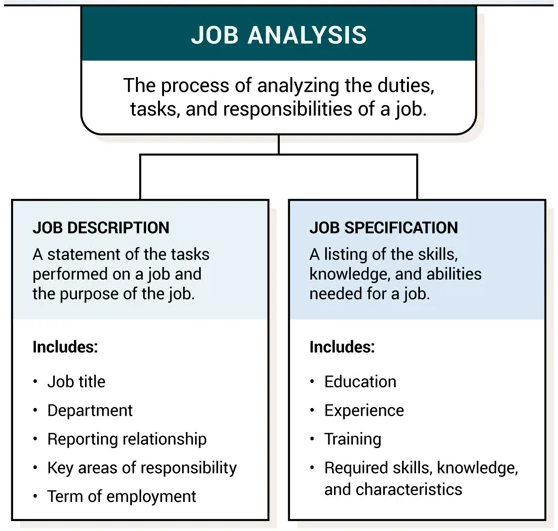 JOB ANALYSIS
The process of analyzing the duties,
tasks, and responsibilities of a job.
JOB DESCRIPTION
A statement of the tasks
performed on a job and
the purpose of the job.
Includes:
• Job title
• Department
• Reporting relationship
• Key areas of responsibility
• Term of employment
JOB SPECIFICATION
A listing of the skills,
knowledge, and abilities
needed for a job.
Includes:
• Education
• Experience
• Training
• Required skills, knowledge,
and characteristics